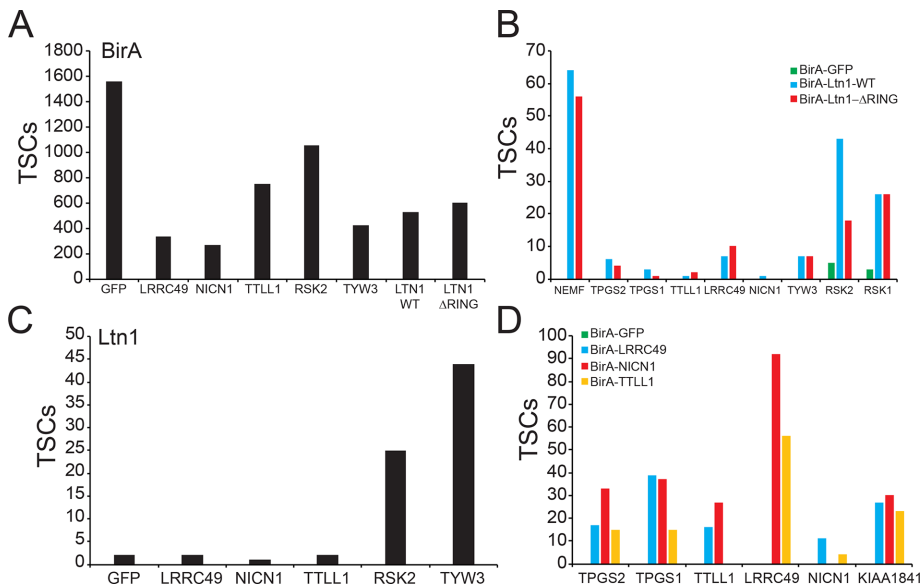 A
BirA
TSCs
1800
1600
1400
1200
1000
800
600
400
200
0
GFP LRRC49 NICN1 TTLL1 RSK2 TYW3 LTN1 LTN1
WT ΔRING
B
TSCs
70
60
50
40
30
20
10
0
BirA-GFP
BirA-Ltn1-WT
BirA-Ltn1–ΔRING
NEMF TPGS2 TPGS1 TTLL1 LRRC49 NICN1 TYW3 RSK2 RSK1
C
Ltn1
TSCs
50
45
40
35
30
25
20
15
10
5
0
GFP LRRC49 NICN1 TTLL1 RSK2 TYW3
D
TSCs
100
90
80
70
60
50
40
30
20
10
0
BirA-GFP
BirA-LRRC49
BirA-NICN1
BirA-TTLL1
TPGS2 TPGS1 TTLL1 LRRC49 NICN1 KIAA1841